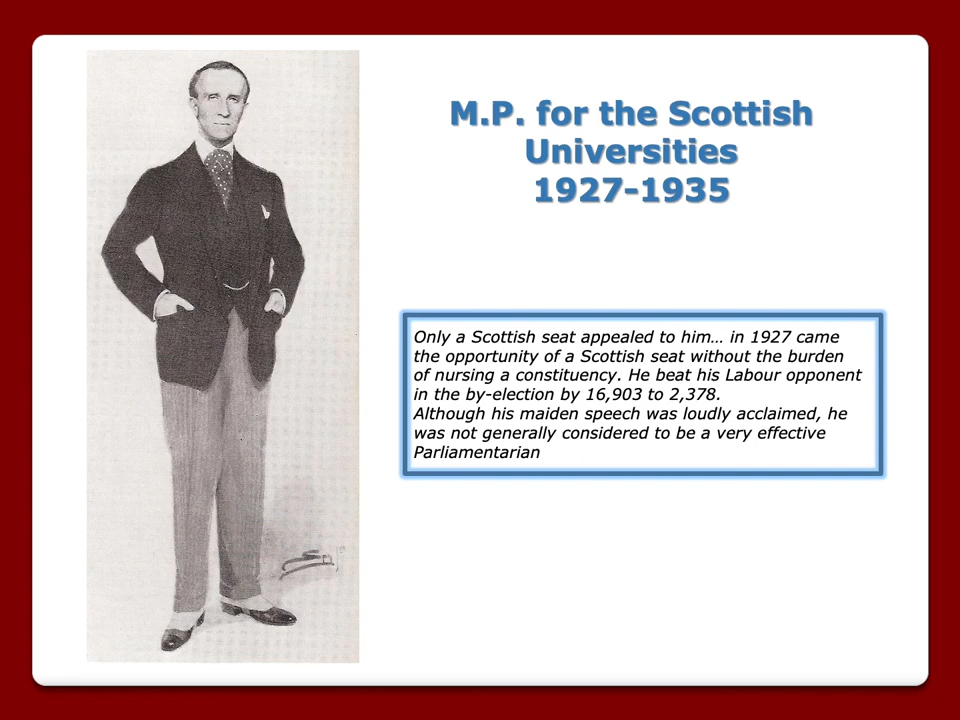 M.P. for the Scottish
Universities
1927-1935
Only a Scottish seat appealed to him… in 1927 came
the opportunity of a Scottish seat without the burden
of nursing a constituency. He beat his Labour opponent
in the by-election by 16,903 to 2,378.
Although his maiden speech was loudly acclaimed, he
was not generally considered to be a very effective
Parliamentarian